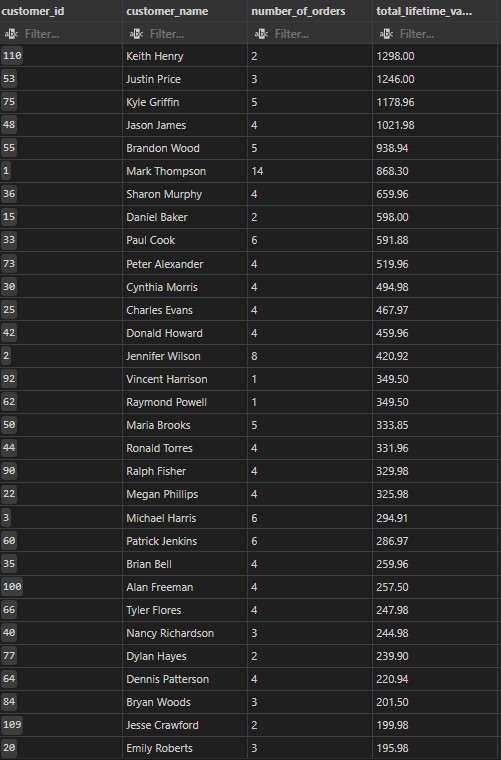 customer_id customer_name number_of_orders total_lifetime_va...
Filter... Filter... Filter... Filter...
110 Keith Henry 2 1298.00
53 Justin Price 3 1246.00
75 Kyle Griffin 5 1178.96
48 Jason James 4 1021.98
55 Brandon Wood 5 938.94
1 Mark Thompson 14 868.30
36 Sharon Murphy 4 659.96
15 Daniel Baker 2 598.00
33 Paul Cook 6 591.88
73 Peter Alexander 4 519.96
30 Cynthia Morris 4 494.98
25 Charles Evans 4 467.97
42 Donald Howard 4 459.96
2 Jennifer Wilson 8 420.92
92 Vincent Harrison 1 349.50
62 Raymond Powell 1 349.50
50 Maria Brooks 5 333.85
44 Ronald Torres 4 331.96
90 Ralph Fisher 4 329.98
22 Megan Phillips 4 325.98
3 Michael Harris 6 294.91
60 Patrick Jenkins 6 286.97
35 Brian Bell 4 259.96
100 Alan Freeman 4 257.50
66 Tyler Flores 4 247.98
40 Nancy Richardson 3 244.98
77 Dylan Hayes 2 239.90
64 Dennis Patterson 4 220.94
84 Bryan Woods 3 201.50
109 Jesse Crawford 2 199.98
20 Emily Roberts 3 195.98